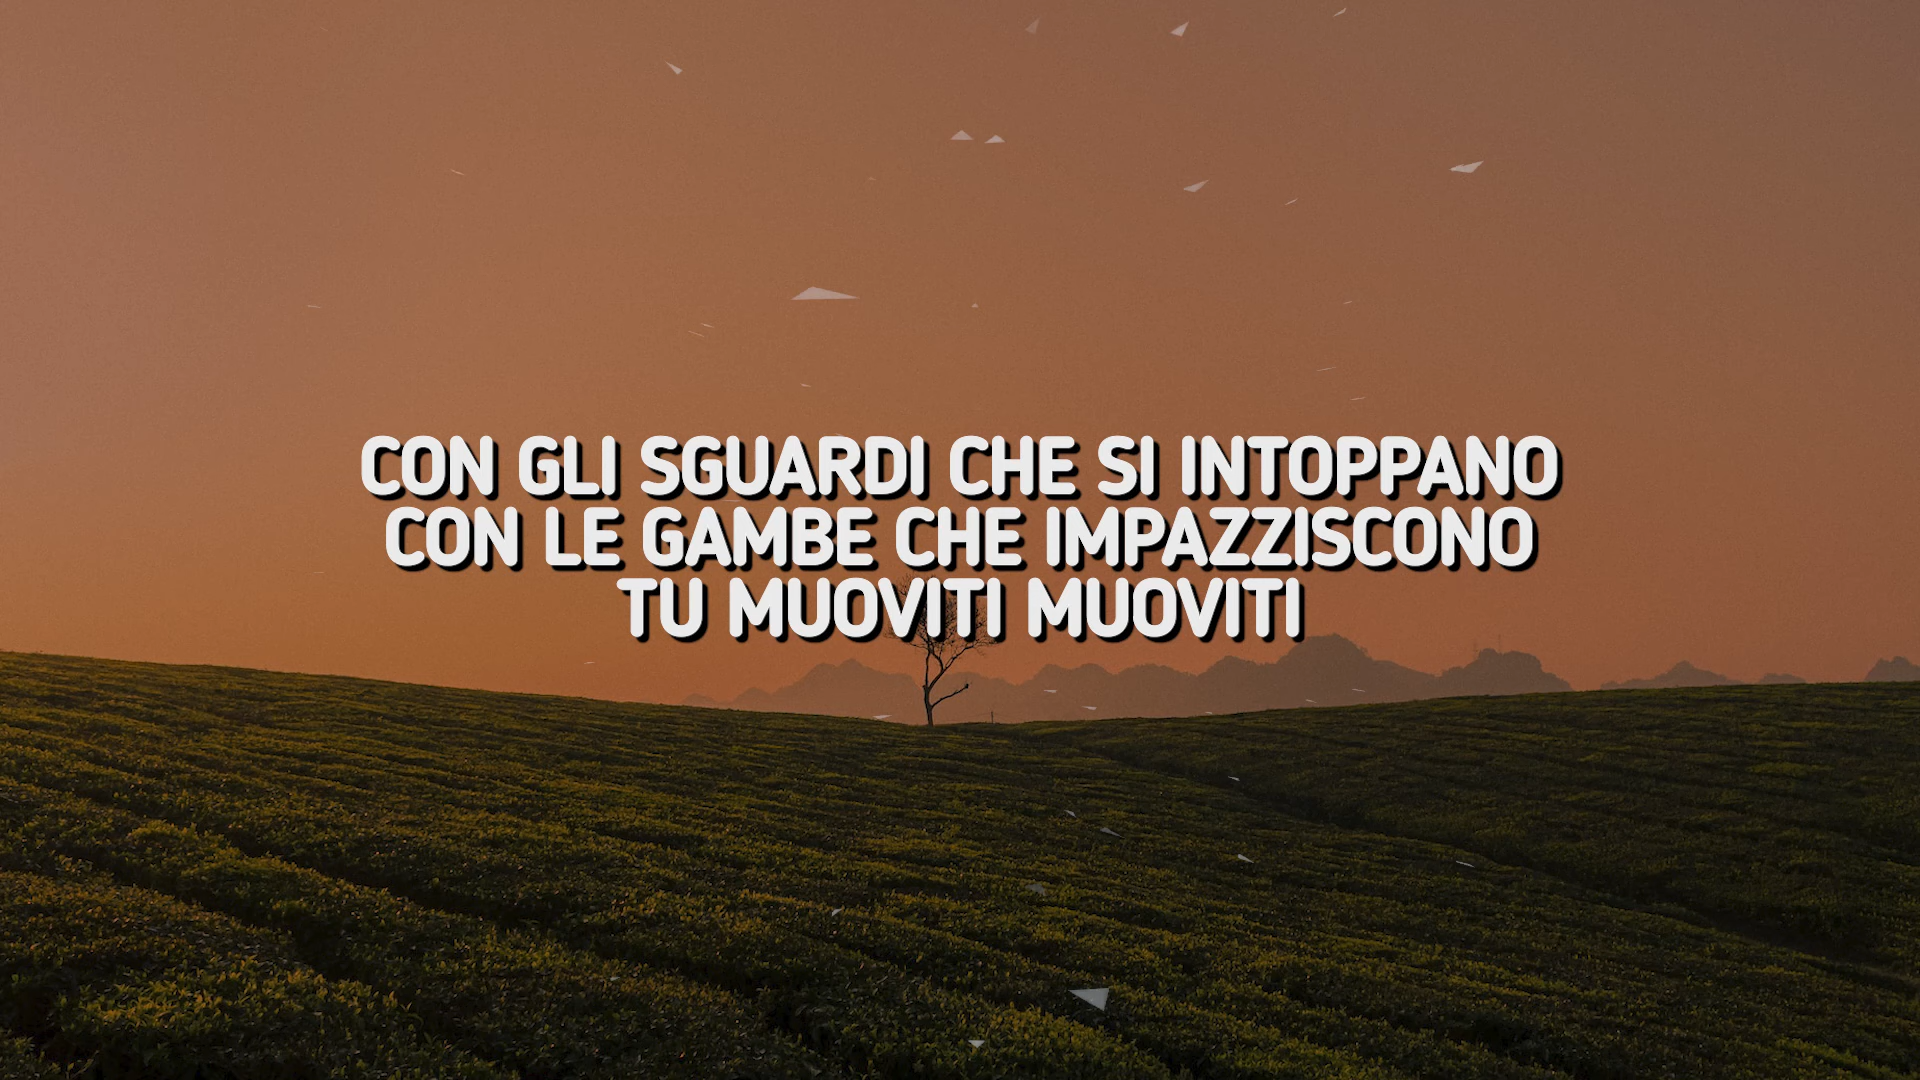 CON GLI SGUARDI CHE SI INTOPPANO
CON LE GAMBE CHE IMPAZZISCONO
TU MUOVITI MUOVITI